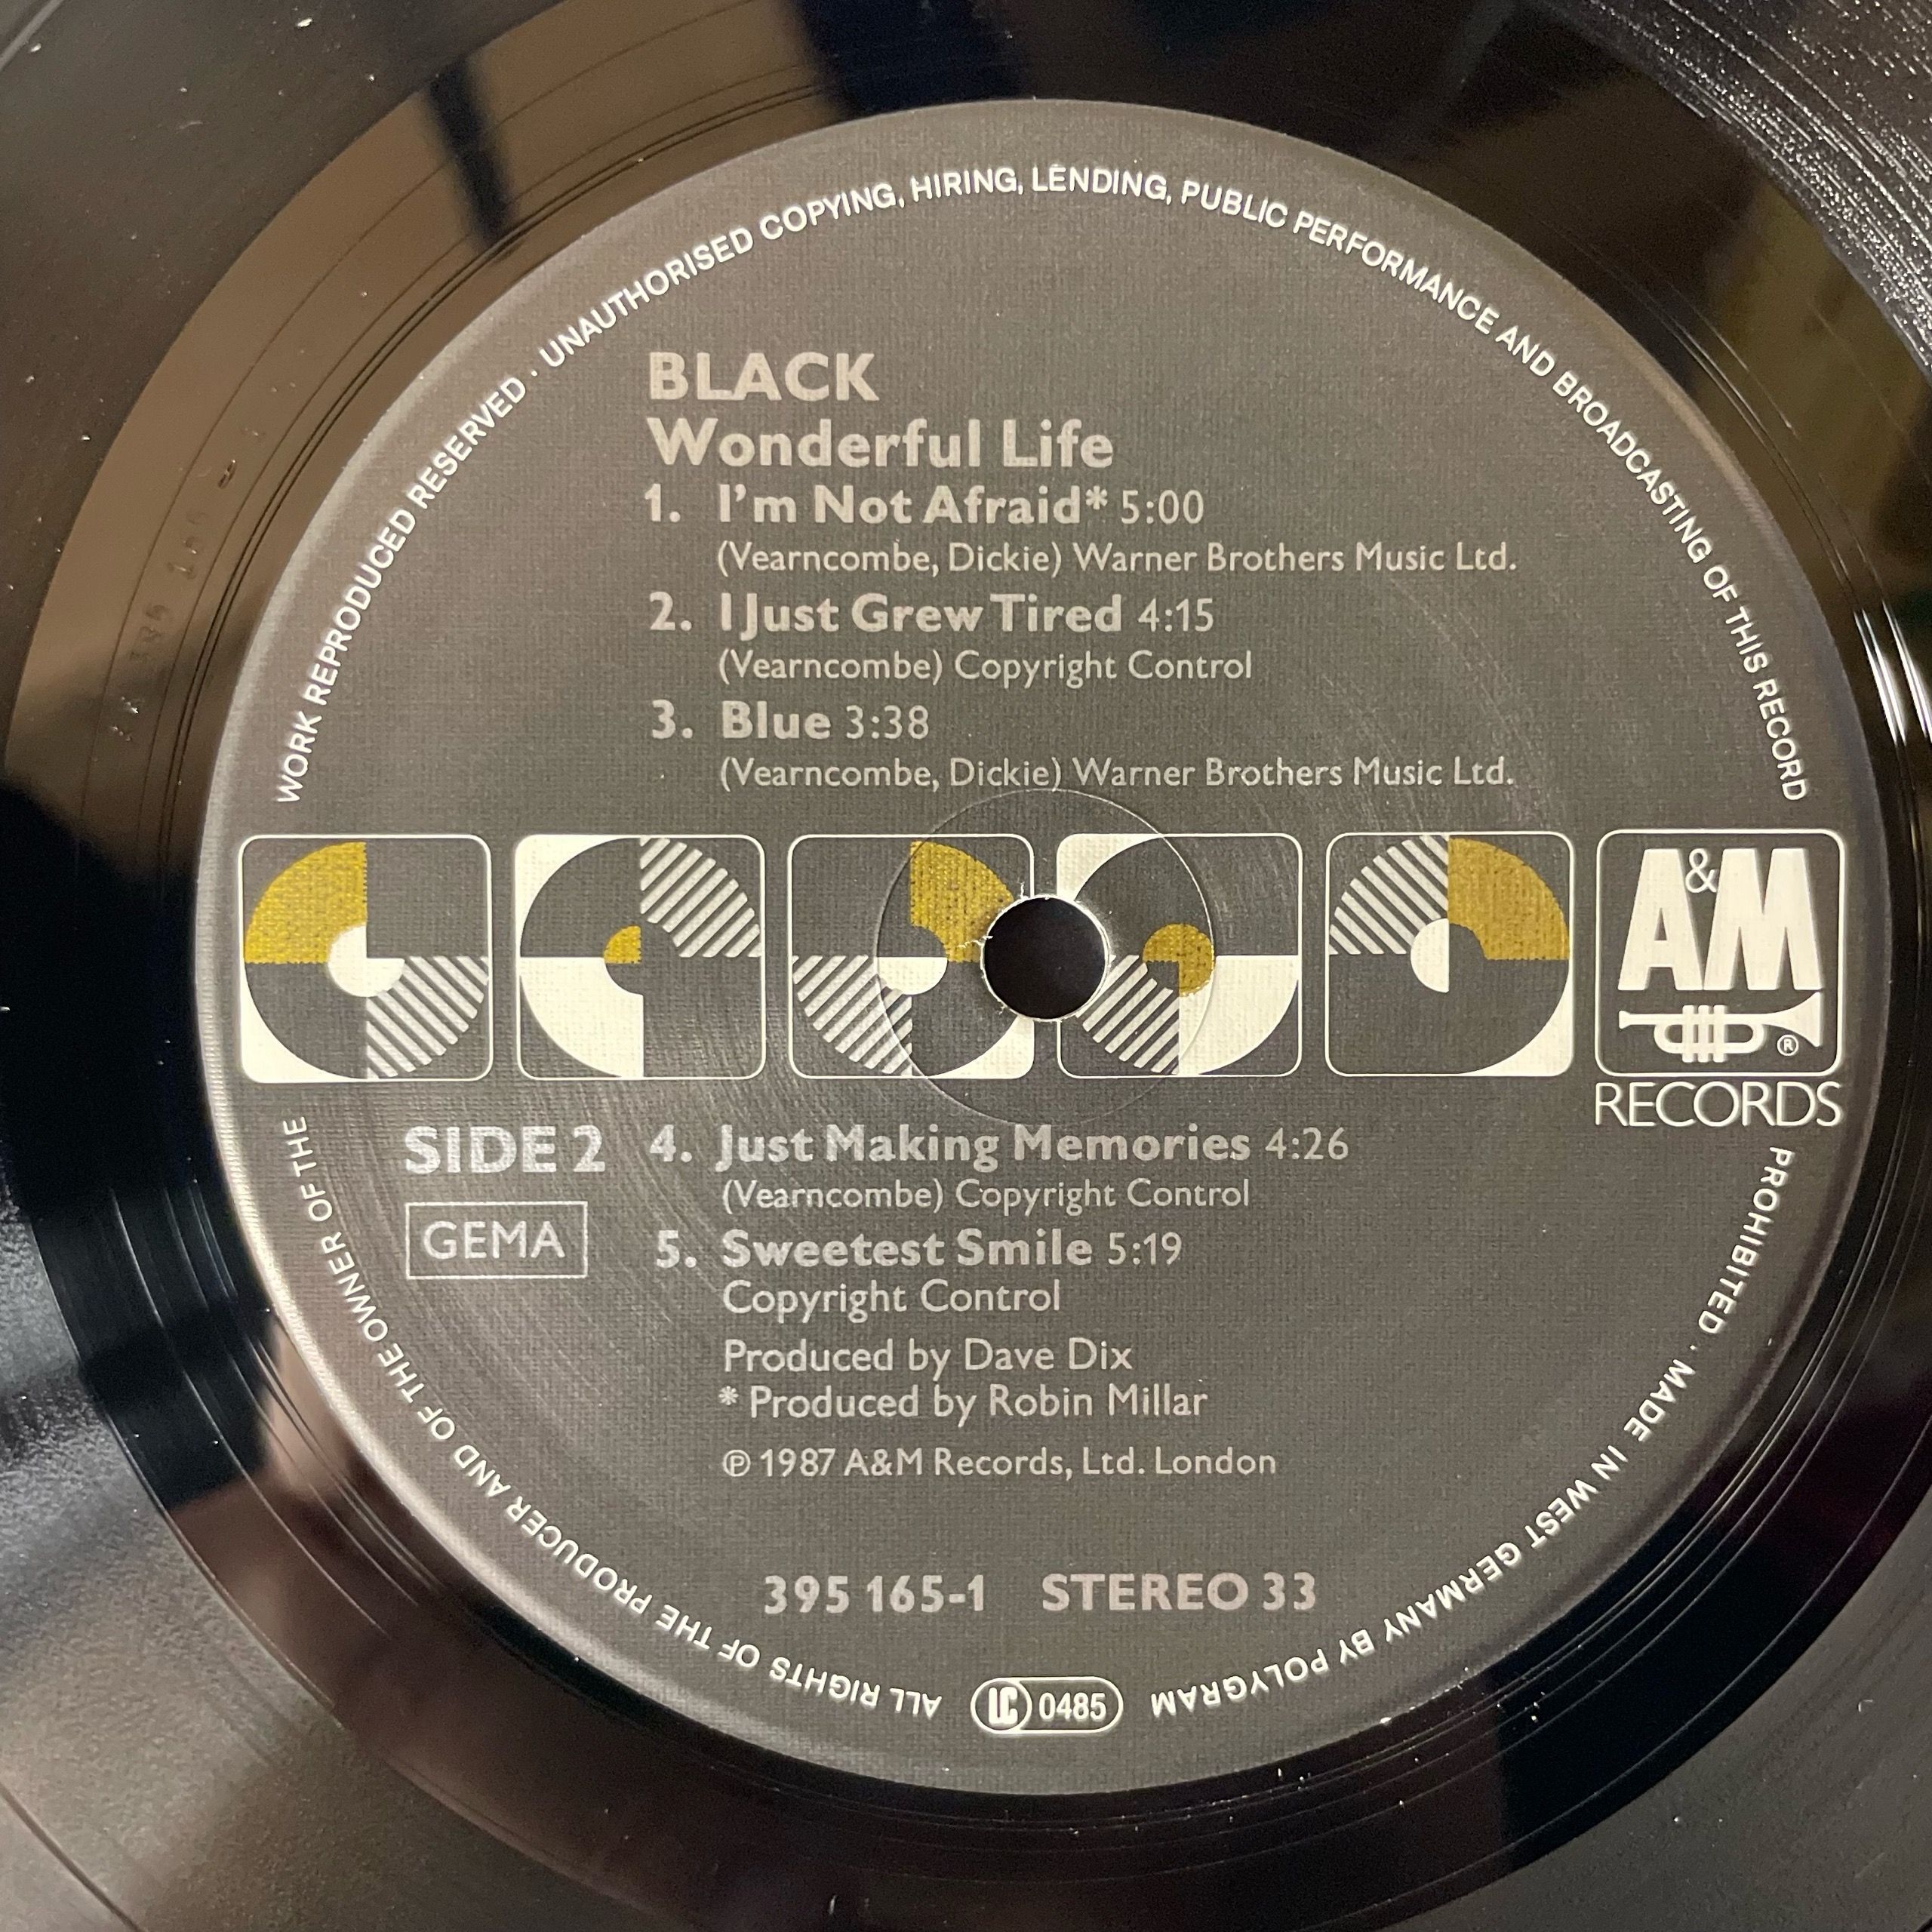 WORK REPRODUCED RESERVED · UNAUTHORISED COPYING, HIRING, LENDING, PUBLIC PERFORMANCE AND BROADCASTING OF THIS RECORD
BLACK
Wonderful Life
1. I'm Not Afraid* 5:00
(Vearncombe, Dickie) Warner Brothers Music Ltd.
2. I Just Grew Tired 4:15
(Vearncombe) Copyright Control
3. Blue 3:38
(Vearncombe, Dickie) Warner Brothers Music Ltd.
A&M
®
RECORDS
SIDE 2
GEMA
4. Just Making Memories 4:26
(Vearncombe) Copyright Control
5. Sweetest Smile 5:19
Copyright Control
Produced by Dave Dix
* Produced by Robin Millar
℗ 1987 A&M Records, Ltd. London
395 165-1 STEREO 33
PROHIBITED · MADE IN WEST GERMANY BY POLYGRAM
LC 0485
ALL RIGHTS OF THE PRODUCER AND OF THE OWNER OF THE